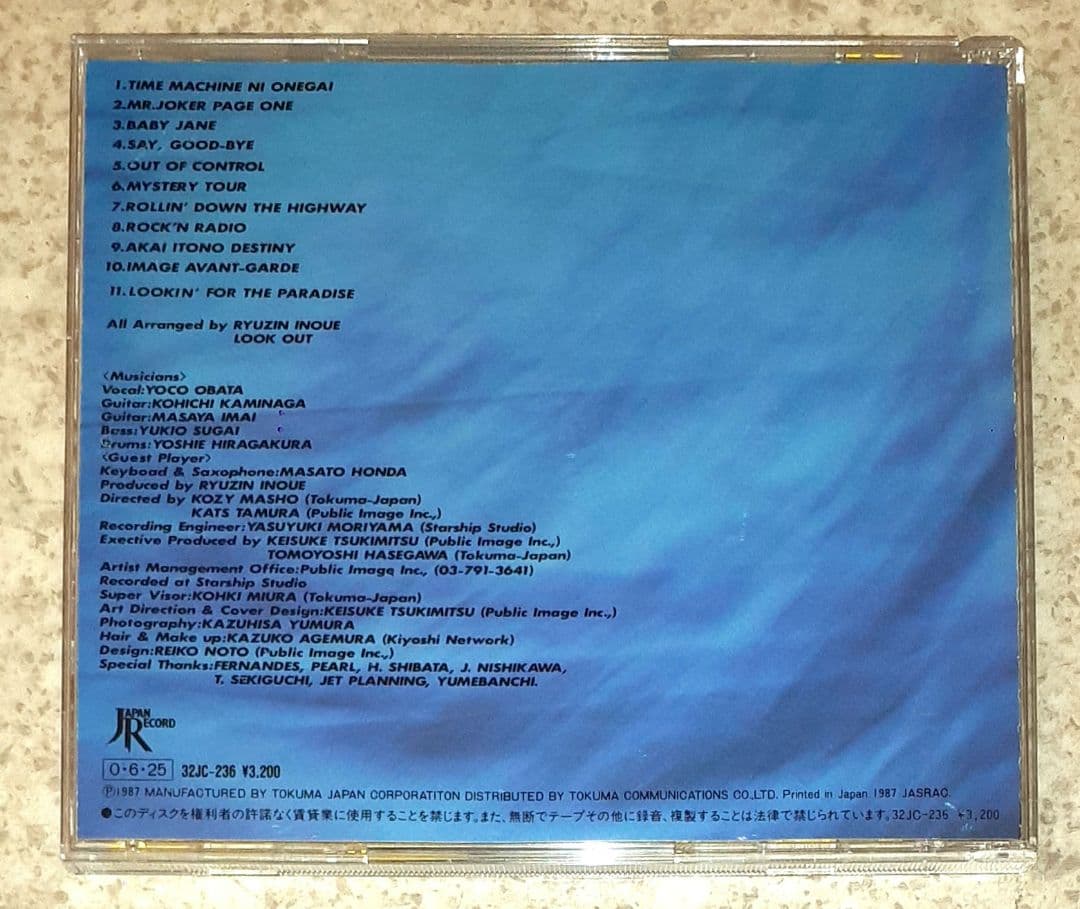 1.TIME MACHINE NI ONEGAI
2.MR.JOKER PAGE ONE
3.BABY JANE
4.SAY, GOOD-BYE
5.OUT OF CONTROL
6.MYSTERY TOUR
7.ROLLIN' DOWN THE HIGHWAY
8.ROCK'N RADIO
9.AKAI ITONO DESTINY
10.IMAGE AVANT-GARDE
11.LOOKIN' FOR THE PARADISE
All Arranged by RYUZIN INOUE
LOOK OUT
〈Musicians〉
Vocal:YOCO OBATA
Guitar:KOHICHI KAMINAGA
Guitar:MASAYA IMAI
Bass:YUKIO SUGAI
Drums:YOSHIE HIRAGAKURA
〈Guest Player〉
Keyboad & Saxophone:MASATO HONDA
Produced by RYUZIN INOUE
Directed by KOZY MASHO (Tokuma-Japan)
KATS TAMURA (Public Image Inc.,)
Recording Engineer:YASUYUKI MORIYAMA (Starship Studio)
Exective Produced by KEISUKE TSUKIMITSU (Public Image Inc.,)
TOMOYOSHI HASEGAWA (Tokuma-Japan)
Artist Management Office:Public Image Inc., (03-791-3641)
Recorded at Starship Studio
Super Visor:KOHKI MIURA (Tokuma-Japan)
Art Direction & Cover Design:KEISUKE TSUKIMITSU (Public Image Inc.,)
Photography:KAZUHISA YUMURA
Hair & Make up:KAZUKO AGEMURA (Kiyoshi Network)
Design:REIKO NOTO (Public Image Inc.,)
Special Thanks:FERNANDES, PEARL, H. SHIBATA, J. NISHIKAWA,
T. SEKIGUCHI, JET PLANNING, YUMEBANCHI.
JAPAN RECORD
O・6・25 32JC-236 ¥3,200
Ⓟ1987 MANUFACTURED BY TOKUMA JAPAN CORPORATITON DISTRIBUTED BY TOKUMA COMMUNICATIONS CO.,LTD. Printed in Japan 1987 JASRAC.
●このディスクを権利者の許諾なく賃貸業に使用することを禁じます。また、無断でテープその他に録音、複製することは法律で禁じられています。32JC-236 ¥3,200